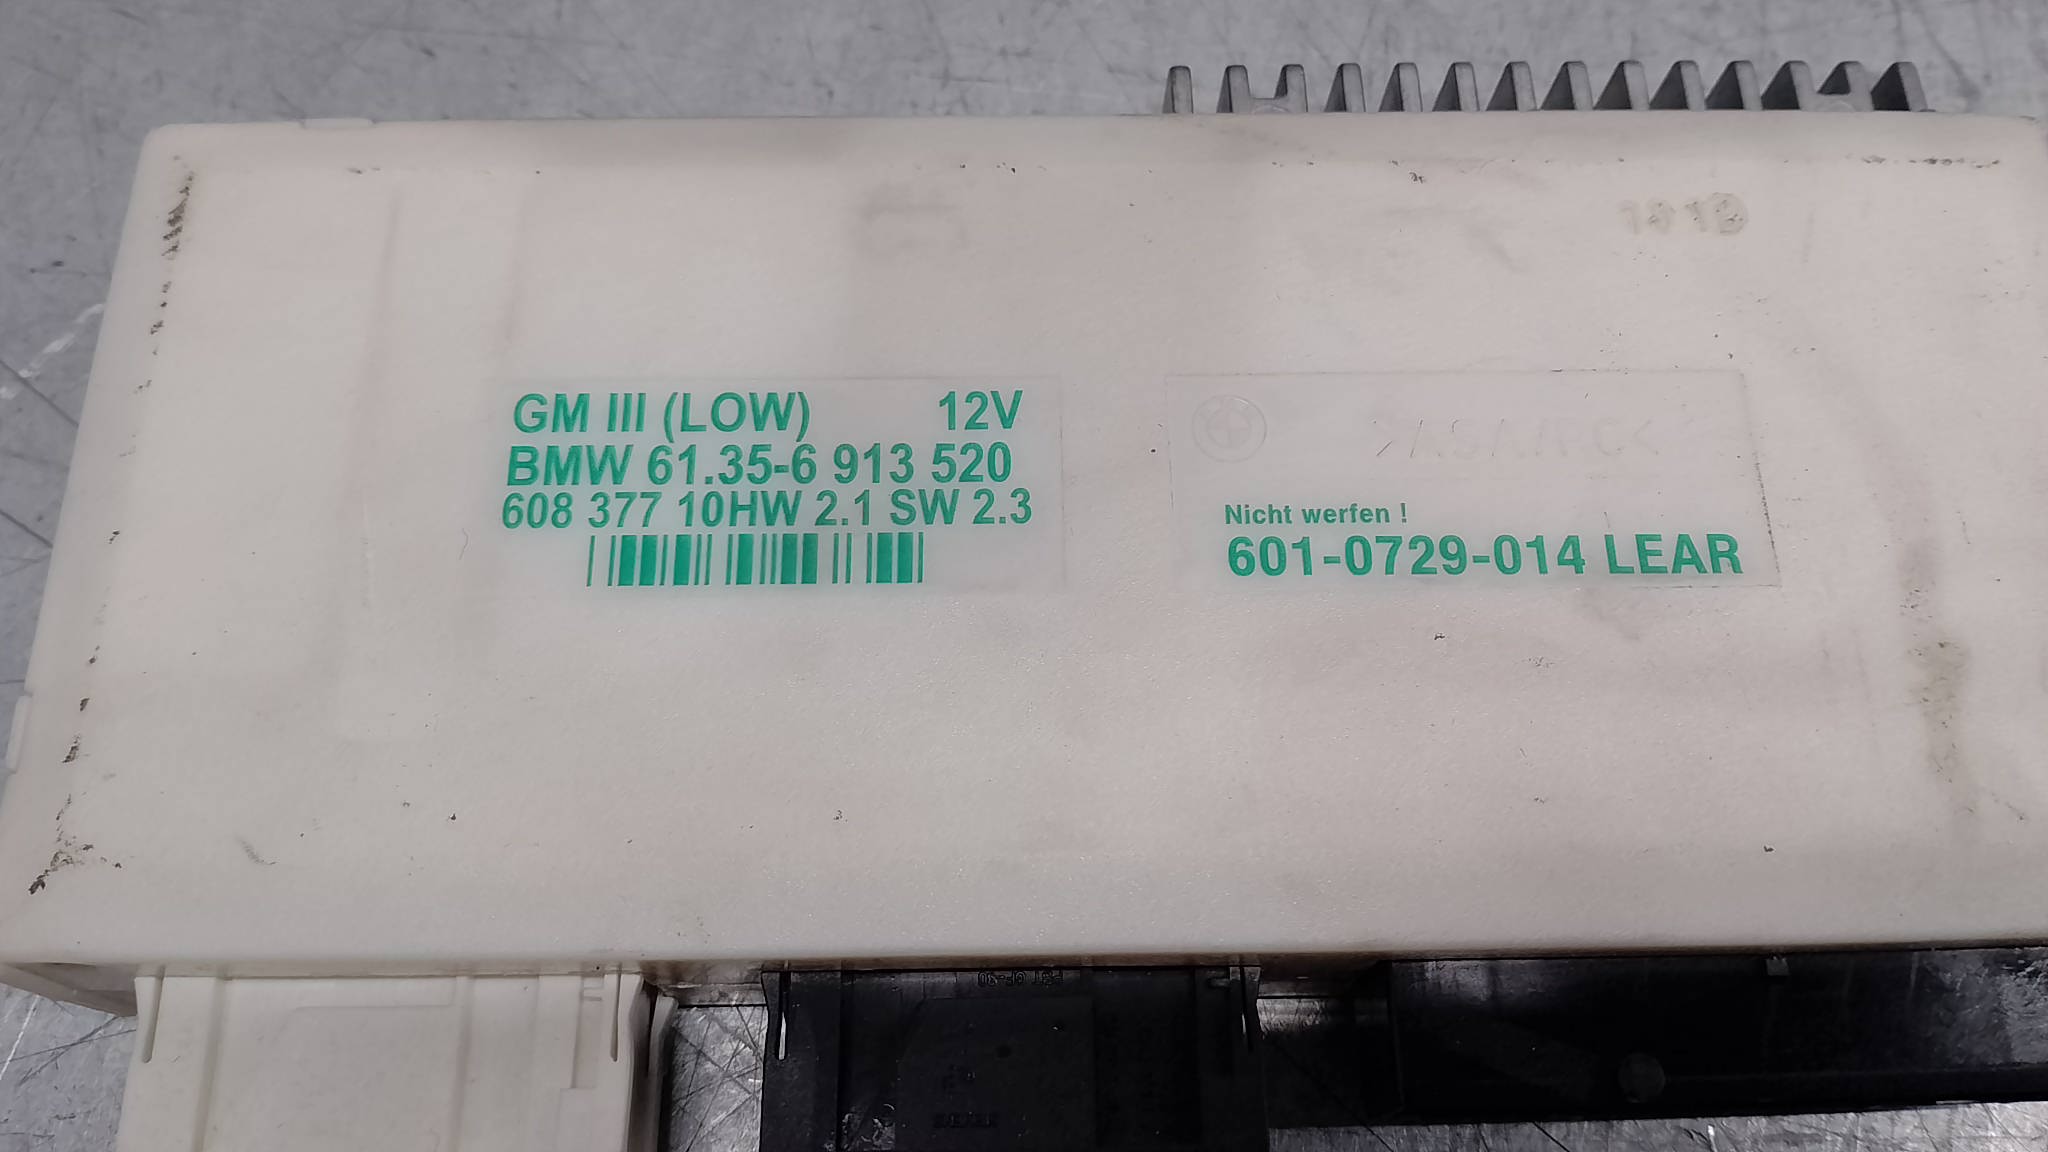 GM III (LOW) 12V
BMW 61.35-6 913 520
608 377 10HW 2.1 SW 2.3
Nicht werfen !
601-0729-014 LEAR